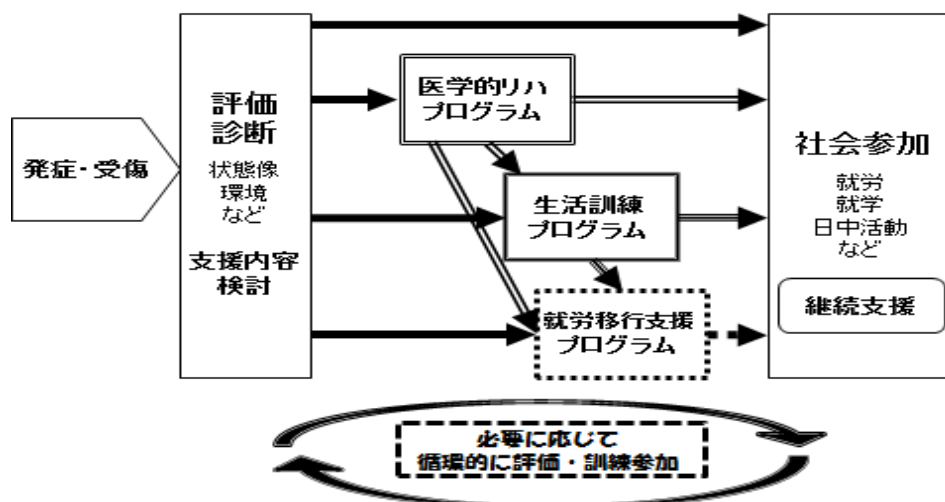 発症・受傷
評価
診断
状態像
環境
など
支援内容
検討
医学的リハ
プログラム
生活訓練
プログラム
就労移行支援
プログラム
社会参加
就労
就学
日中活動
など
継続支援
必要に応じて
循環的に評価・訓練参加